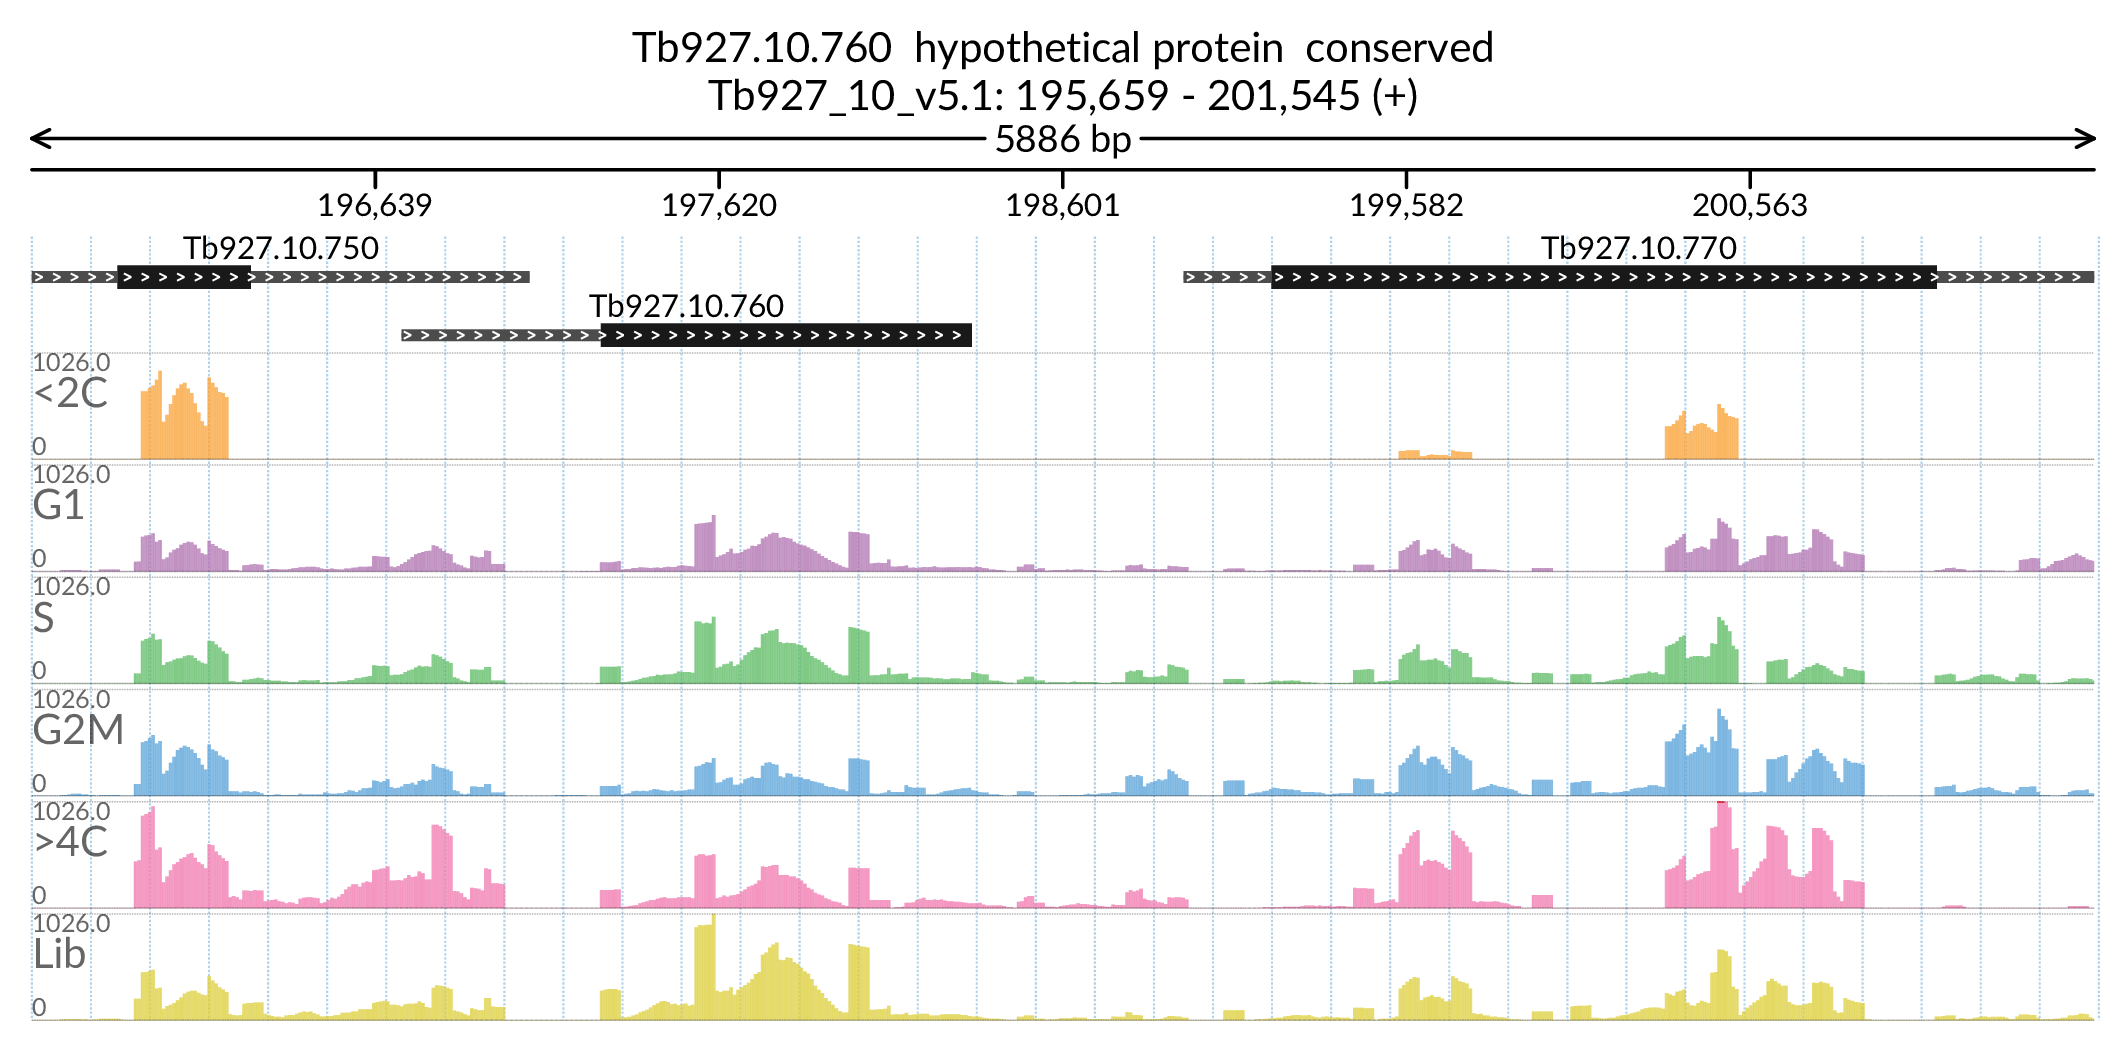 Tb927.10.760  hypothetical protein  conserved
Tb927_10_v5.1: 195,659 - 201,545 (+)
5886 bp
196,639 197,620 198,601 199,582 200,563
Tb927.10.750 Tb927.10.770
Tb927.10.760
1026.0
<2C
0
1026.0
G1
0
1026.0
S
0
1026.0
G2M
0
1026.0
>4C
0
1026.0
Lib
0